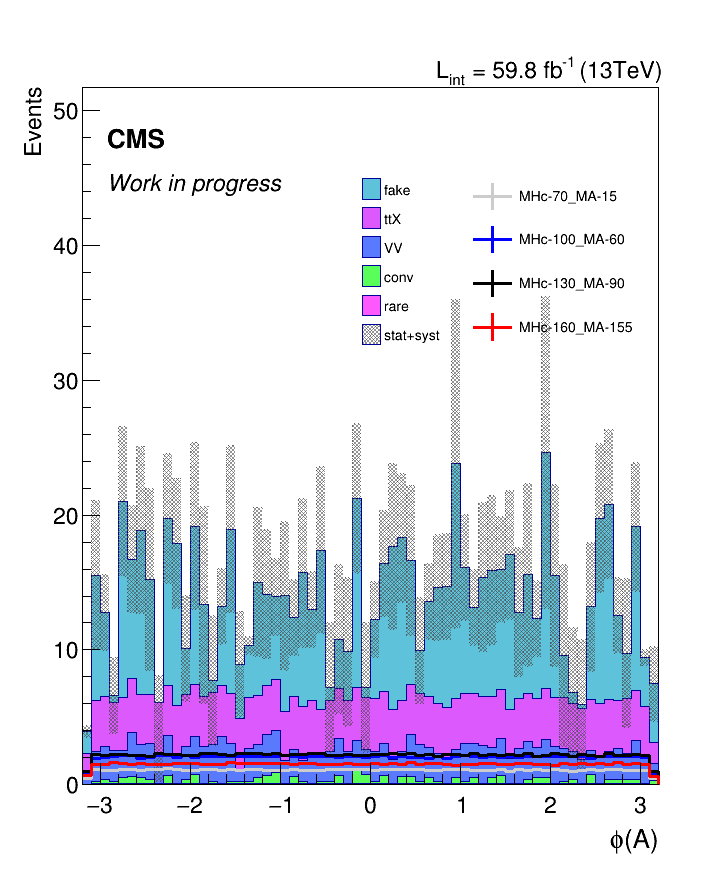 L_int = 59.8 fb^-1 (13TeV)
Events
CMS
Work in progress
fake
ttX
VV
conv
rare
stat+syst
MHc-70_MA-15
MHc-100_MA-60
MHc-130_MA-90
MHc-160_MA-155
50
40
30
20
10
0
−3 −2 −1 0 1 2 3
ϕ(A)